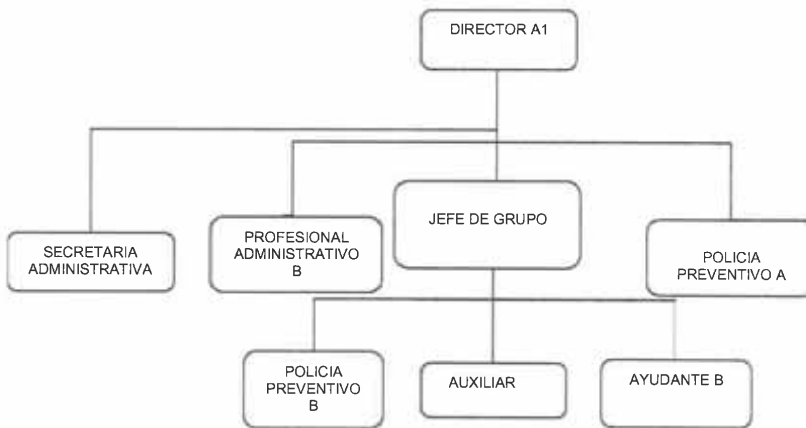 DIRECTOR A1
SECRETARIA
ADMINISTRATIVA
PROFESIONAL
ADMINISTRATIVO
B
JEFE DE GRUPO
POLICIA
PREVENTIVO A
POLICIA
PREVENTIVO
B
AUXILIAR
AYUDANTE B